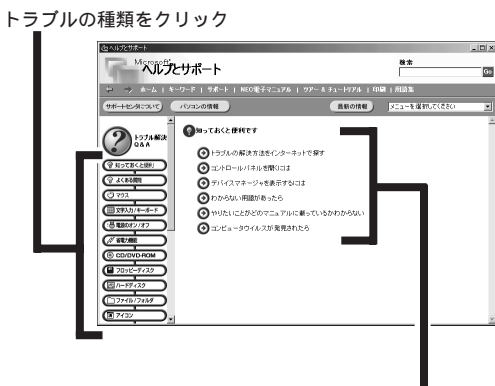 トラブルの種類をクリック
ヘルプとサポート
Microsoft
ヘルプとサポート
検索
Go
ホーム | キーワード | サポート | NEO電子マニュアル | ツアー & チュートリアル | 印刷 | 用語集
サポートセンタについて
パソコンの情報
最新の情報
メニューを選択してください
トラブル解決
Q&A
知っておくと便利
よくある質問
マウス
文字入力/キーボード
電源のオン/オフ
省電力機能
CD/DVD-ROM
フロッピーディスク
ハードディスク
ファイル/フォルダ
アイコン
知っておくと便利です
トラブルの解決方法をインターネットで探す
コントロールパネルを開くには
デバイスマネージャを表示するには
わからない用語があったら
やりたいことがどのマニュアルに載っているかわからない
コンピュータウイルスが発見されたら